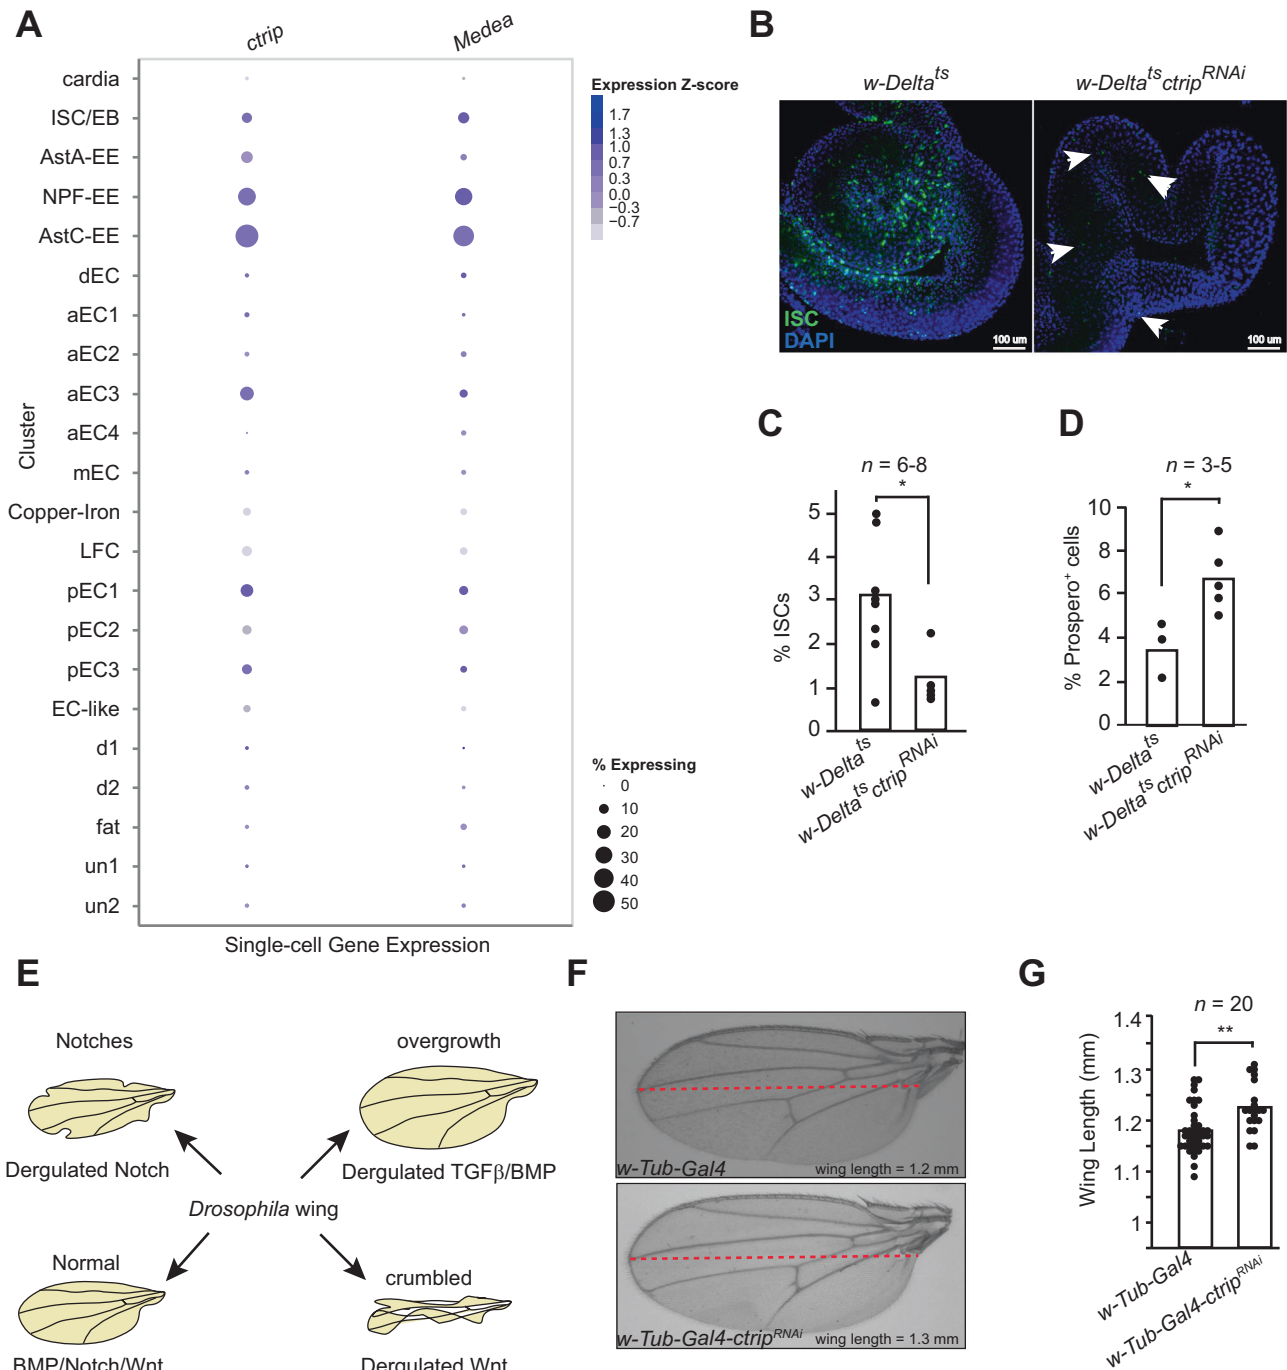 A
ctrip
Medea
cardia
ISC/EB
AstA-EE
NPF-EE
AstC-EE
dEC
aEC1
aEC2
aEC3
aEC4
mEC
Copper-Iron
LFC
pEC1
pEC2
pEC3
EC-like
d1
d2
fat
un1
un2
Cluster
Single-cell Gene Expression
Expression Z-score
1.7
1.3
1.0
0.7
0.3
0.0
−0.3
−0.7
% Expressing
0
10
20
30
40
50
B
w-Delta^ts
w-Delta^ts ctrip^RNAi
ISC
DAPI
100 um
100 um
C
n = 6-8
*
% ISCs
5
4
3
2
1
0
w-Delta^ts
w-Delta^ts ctrip^RNAi
D
n = 3-5
*
% Prospero+ cells
10
8
6
4
2
0
w-Delta^ts
w-Delta^ts ctrip^RNAi
E
Notches
overgrowth
Dergulated Notch
Dergulated TGFβ/BMP
Drosophila wing
Normal
crumbled
BMP/Notch/Wnt
Dergulated Wnt
F
w-Tub-Gal4
wing length = 1.2 mm
w-Tub-Gal4-ctrip^RNAi
wing length = 1.3 mm
G
n = 20
**
Wing Length (mm)
1.4
1.3
1.2
1.1
1
w-Tub-Gal4
w-Tub-Gal4-ctrip^RNAi